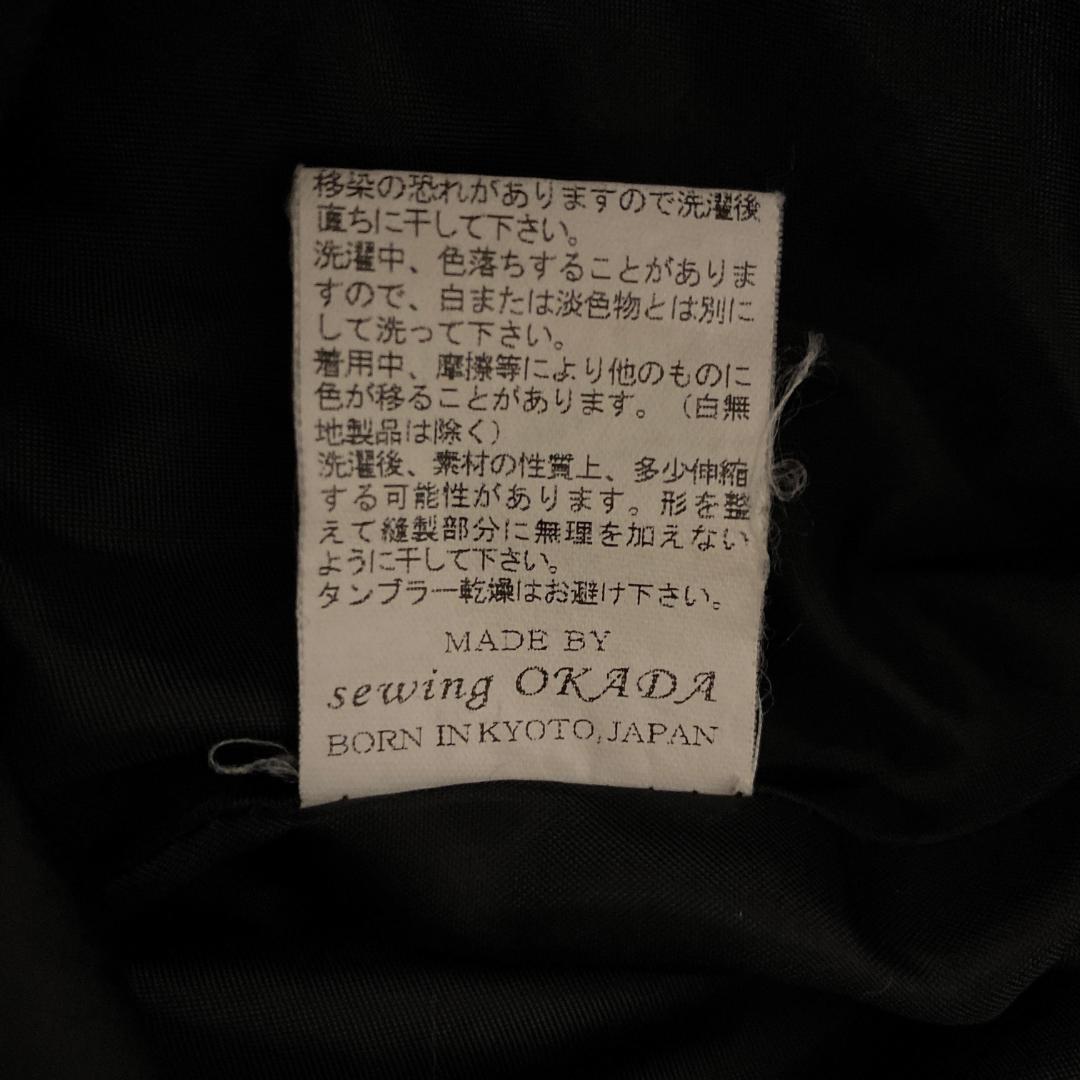 移染の恐れがありますので洗濯後
直ちに干して下さい。
洗濯中、色落ちすることがありま
すので、白または淡色物とは別に
して洗って下さい。
着用中、摩擦等により他のものに
色が移ることがあります。（白無
地製品は除く）
洗濯後、素材の性質上、多少伸縮
する可能性があります。形を整
えて縫製部分に無理を加えない
ように干して下さい。
タンブラー乾燥はお避け下さい。
MADE BY
sewing OKADA
BORN IN KYOTO,JAPAN